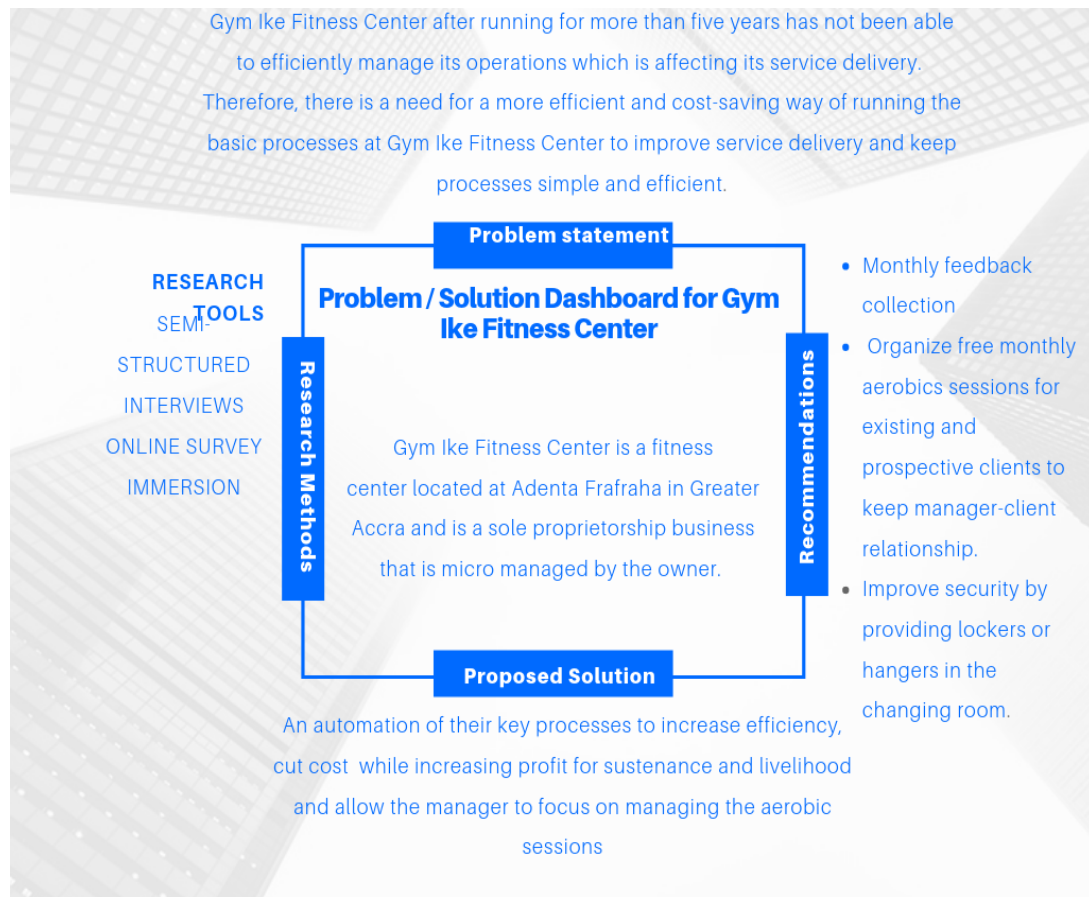 Gym Ike Fitness Center after running for more than five years has not been able
to efficiently manage its operations which is affecting its service delivery.
Therefore, there is a need for a more efficient and cost-saving way of running the
basic processes at Gym Ike Fitness Center to improve service delivery and keep
processes simple and efficient.
Problem statement
Problem / Solution Dashboard for Gym
Ike Fitness Center
RESEARCH
TOOLS
SEMI-
STRUCTURED
INTERVIEWS
ONLINE SURVEY
IMMERSION
Research Methods
Gym Ike Fitness Center is a fitness
center located at Adenta Frafraha in Greater
Accra and is a sole proprietorship business
that is micro managed by the owner.
Recommendations
• Monthly feedback
collection
• Organize free monthly
aerobics sessions for
existing and
prospective clients to
keep manager-client
relationship.
• Improve security by
providing lockers or
hangers in the
changing room.
Proposed Solution
An automation of their key processes to increase efficiency,
cut cost while increasing profit for sustenance and livelihood
and allow the manager to focus on managing the aerobic
sessions